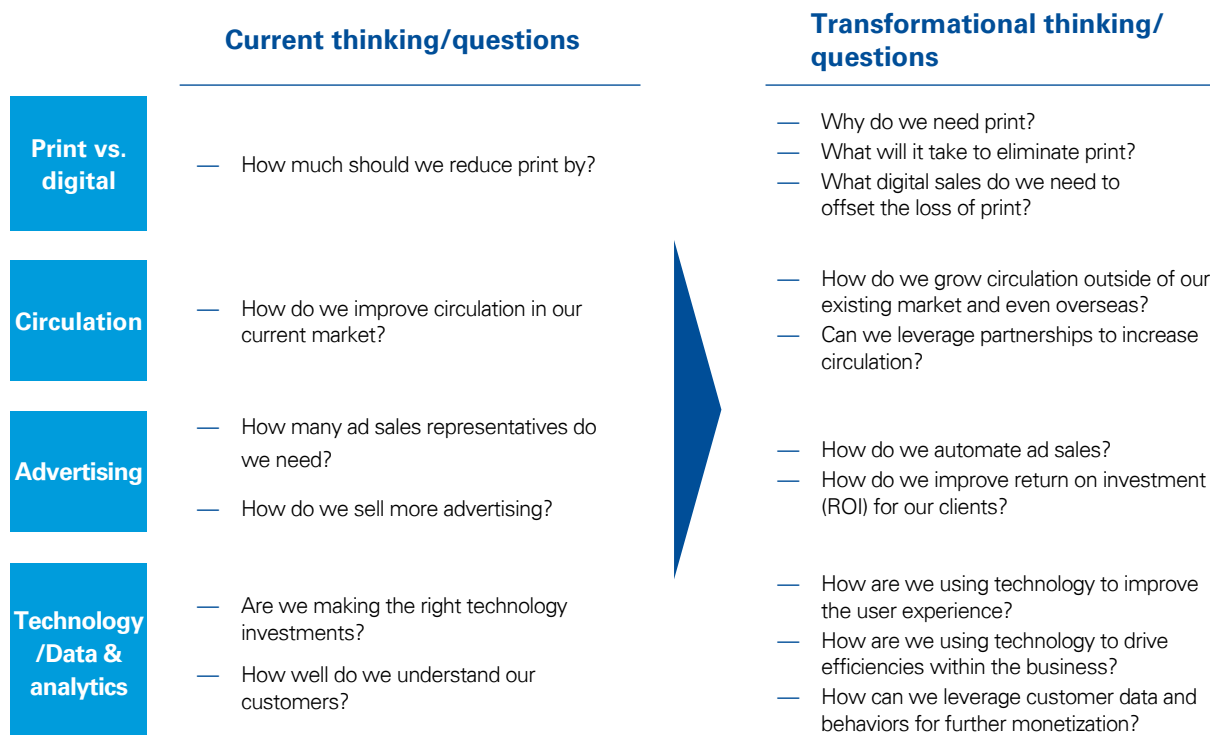 Current thinking/questions
Transformational thinking/
questions
Print vs.
digital
— How much should we reduce print by?
— Why do we need print?
— What will it take to eliminate print?
— What digital sales do we need to
offset the loss of print?
Circulation
— How do we improve circulation in our
current market?
— How do we grow circulation outside of our
existing market and even overseas?
— Can we leverage partnerships to increase
circulation?
Advertising
— How many ad sales representatives do
we need?
— How do we sell more advertising?
— How do we automate ad sales?
— How do we improve return on investment
(ROI) for our clients?
Technology
/Data &
analytics
— Are we making the right technology
investments?
— How well do we understand our
customers?
— How are we using technology to improve
the user experience?
— How are we using technology to drive
efficiencies within the business?
— How can we leverage customer data and
behaviors for further monetization?